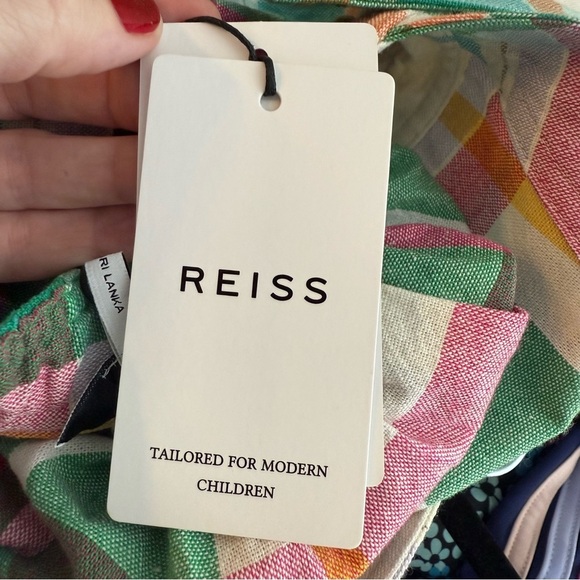 REISS
TAILORED FOR MODERN
CHILDREN
RI LANKA